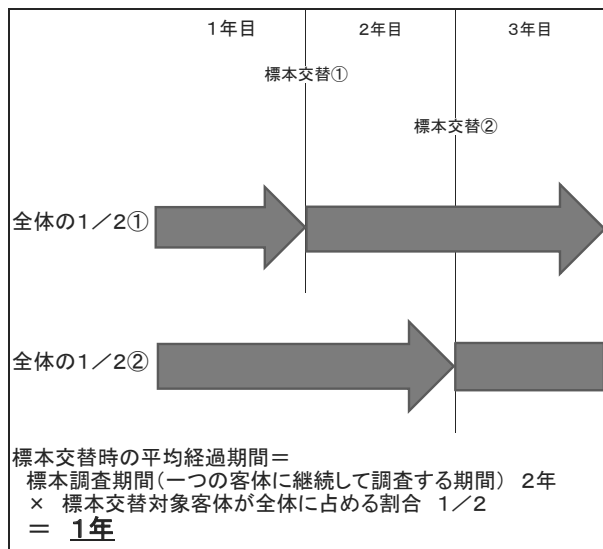 1年目 2年目 3年目
標本交替①
標本交替②
全体の1/2①
全体の1/2②
標本交替時の平均経過期間=
標本調査期間(一つの客体に継続して調査する期間) 2年
× 標本交替対象客体が全体に占める割合 1/2
= 1年